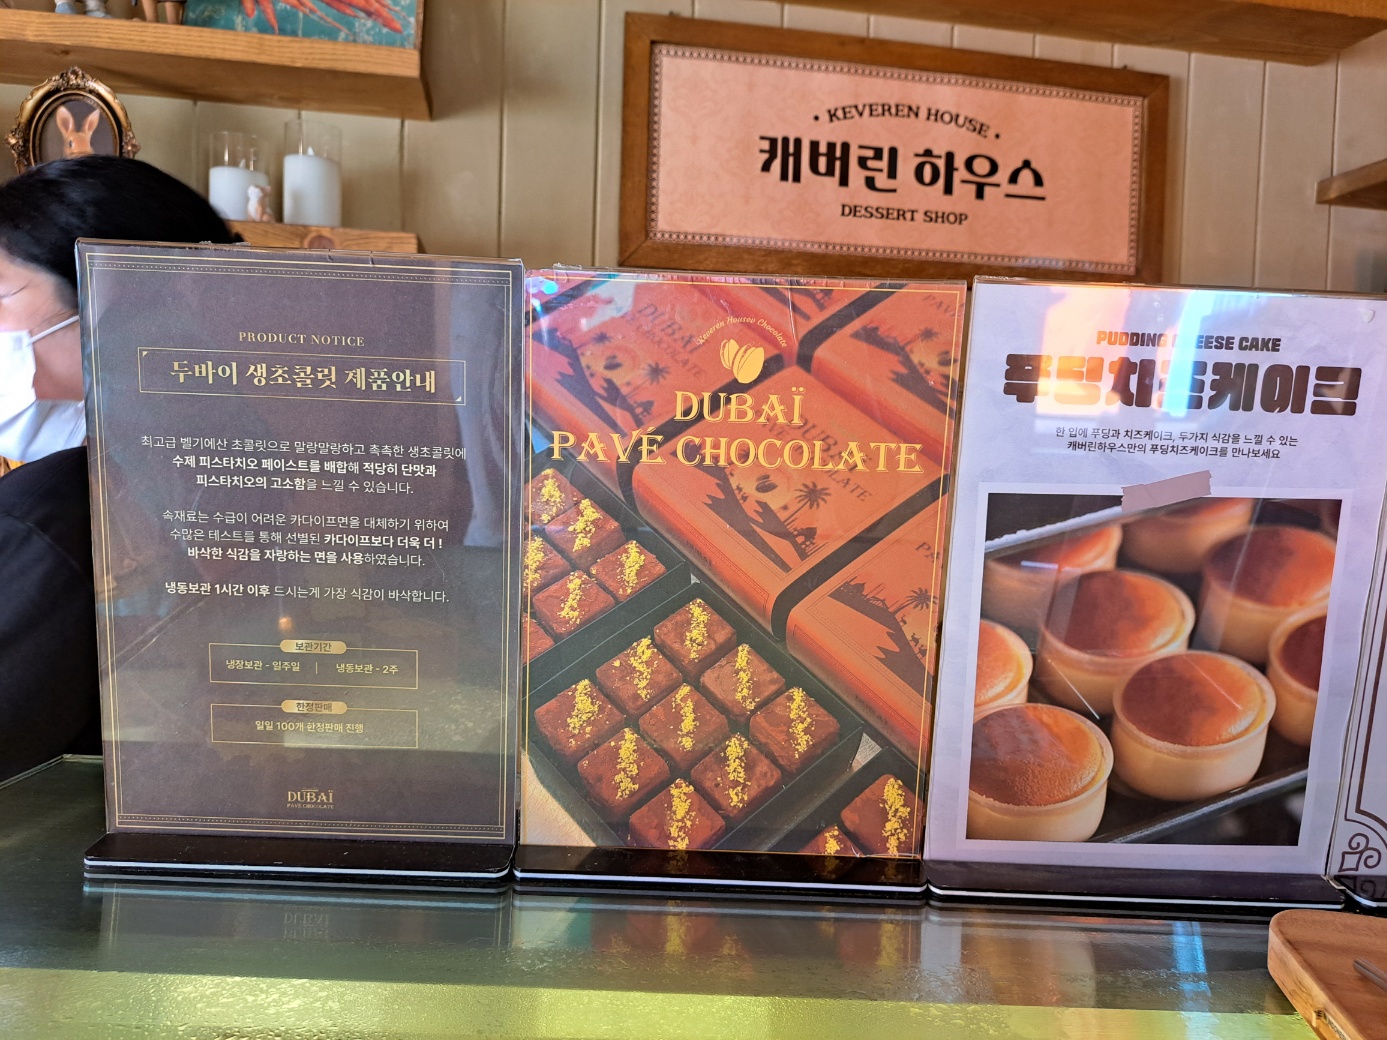 • KEVEREN HOUSE •
캐버린 하우스
DESSERT SHOP
PRODUCT NOTICE
두바이 생초콜릿 제품안내
최고급 벨기에산 초콜릿으로 말랑말랑하고 촉촉한 생초콜릿에
수제 피스타치오 페이스트를 배합해 적당히 단맛과
피스타치오의 고소함을 느낄 수 있습니다.
속재료는 수급이 어려운 카다이프면을 대체하기 위하여
수많은 테스트를 통해 선별된 카다이프보다 더욱 더 !
바삭한 식감을 자랑하는 면을 사용하였습니다.
냉동보관 1시간 이후 드시는게 가장 식감이 바삭합니다.
보관기간
냉장보관 - 일주일 | 냉동보관 - 2주
한정판매
일일 100개 한정판매 진행
DUBAÏ
PAVÉ CHOCOLATE
Keveren House Chocolate
DUBAÏ
PAVÉ CHOCOLATE
PUDDING CHEESE CAKE
푸딩치즈케이크
한 입에 푸딩과 치즈케이크, 두가지 식감을 느낄 수 있는
캐버린하우스만의 푸딩치즈케이크를 만나보세요